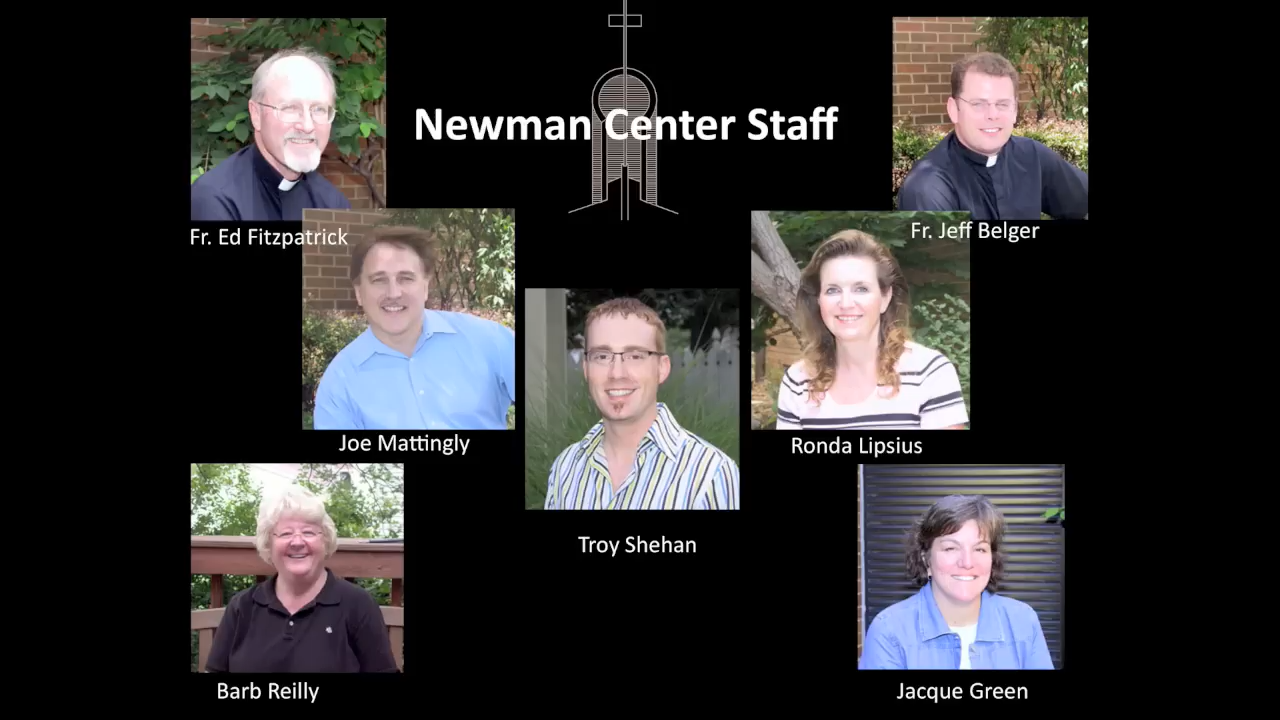 Newman Center Staff
Fr. Ed Fitzpatrick
Fr. Jeff Belger
Joe Mattingly
Ronda Lipsius
Troy Shehan
Barb Reilly
Jacque Green